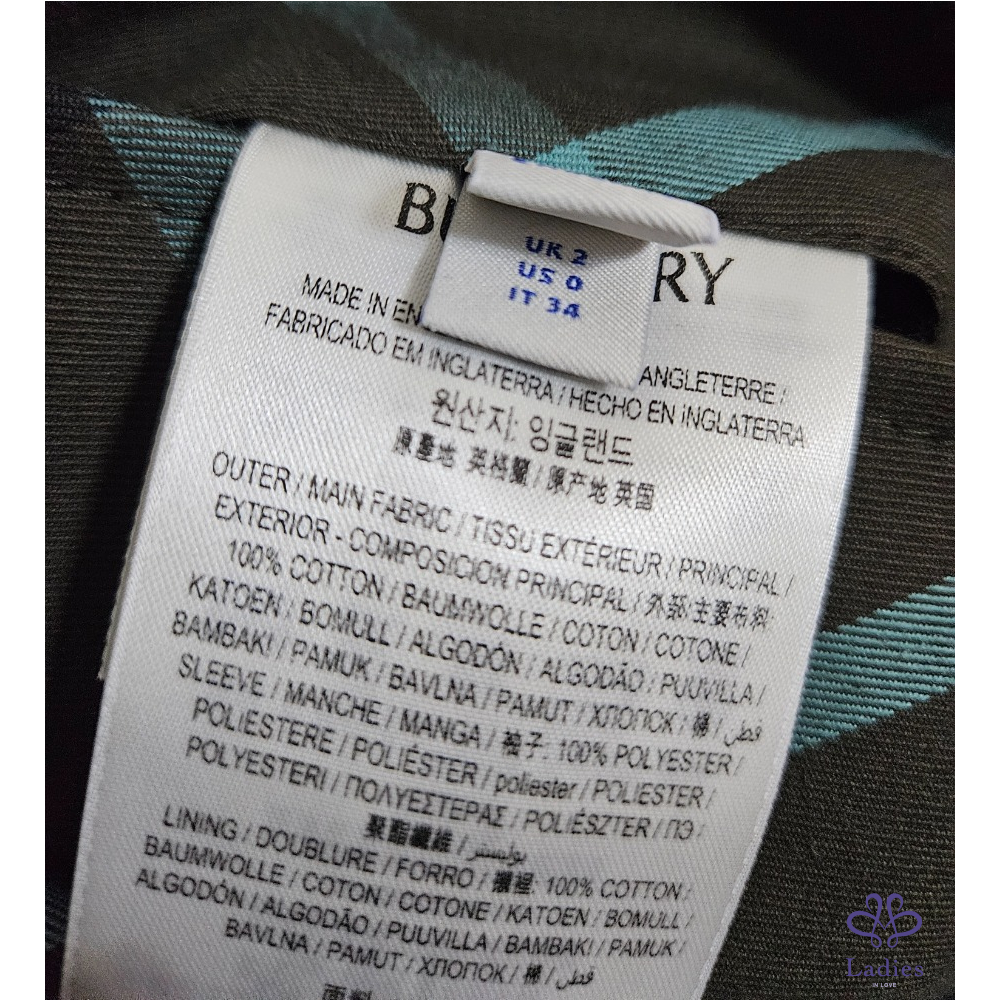 UK 2
US 0
IT 34
MADE IN
ANGLETERRE /
FABRICADO EM INGLATERRA / HECHO EN INGLATERRA
원산지: 잉글랜드
原產地 英格蘭 / 原产地 英国
OUTER / MAIN FABRIC / TISSU EXTÉRIEUR / PRINCIPAL /
EXTERIOR - COMPOSICION PRINCIPAL / 外部/主要布料:
100% COTTON / BAUMWOLLE / COTON / COTONE /
KATOEN / BOMULL / ALGODÓN / ALGODÃO / PUUVILLA /
BAMBAKI / PAMUK / BAVLNA / PAMUT / ХЛОПОК / 棉 / قطن
SLEEVE / MANCHE / MANGA / 袖子: 100% POLYESTER /
POLIESTERE / POLIÉSTER / poliester / POLIESTER /
POLYESTERI / ΠΟΛΥΕΣΤΕΡΑΣ / POLIÉSZTER / ПЭ /
聚酯纖維 / بوليستر
LINING / DOUBLURE / FORRO / 襯裡: 100% COTTON /
BAUMWOLLE / COTON / COTONE / KATOEN / BOMULL /
ALGODÓN / ALGODÃO / PUUVILLA / BAMBAKI / PAMUK /
BAVLNA / PAMUT / ХЛОПОК / 棉 / قطن
Ladies
IN LOVE